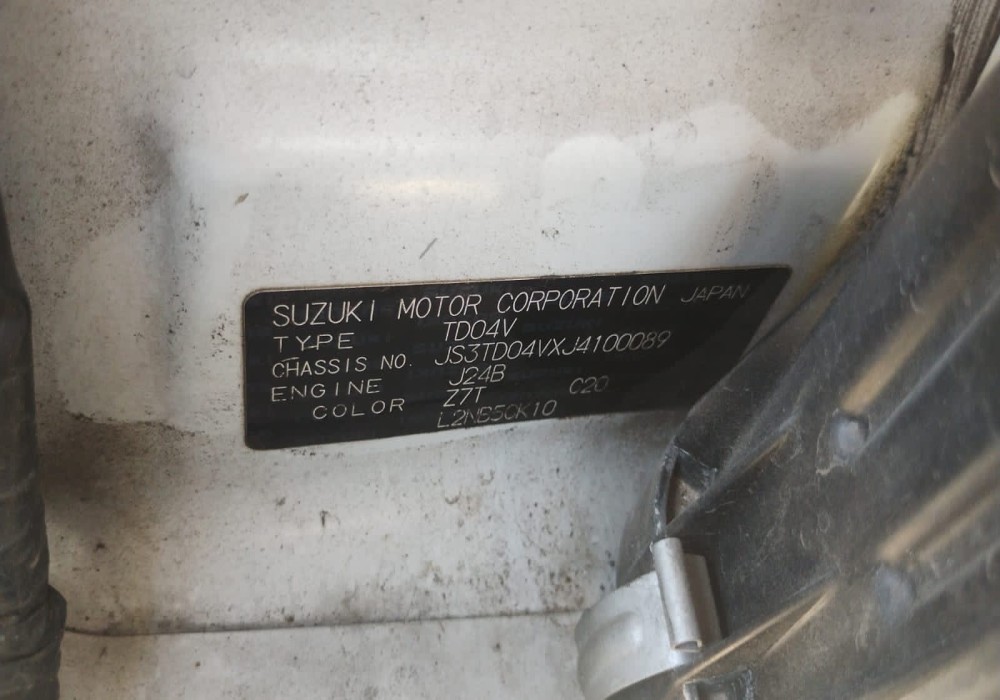 SUZUKI MOTOR CORPORATION JAPAN
TYPE TD04V
CHASSIS NO. JS3TD04VXJ4100089
ENGINE J24B
COLOR Z7T C20
L2NB5CK10